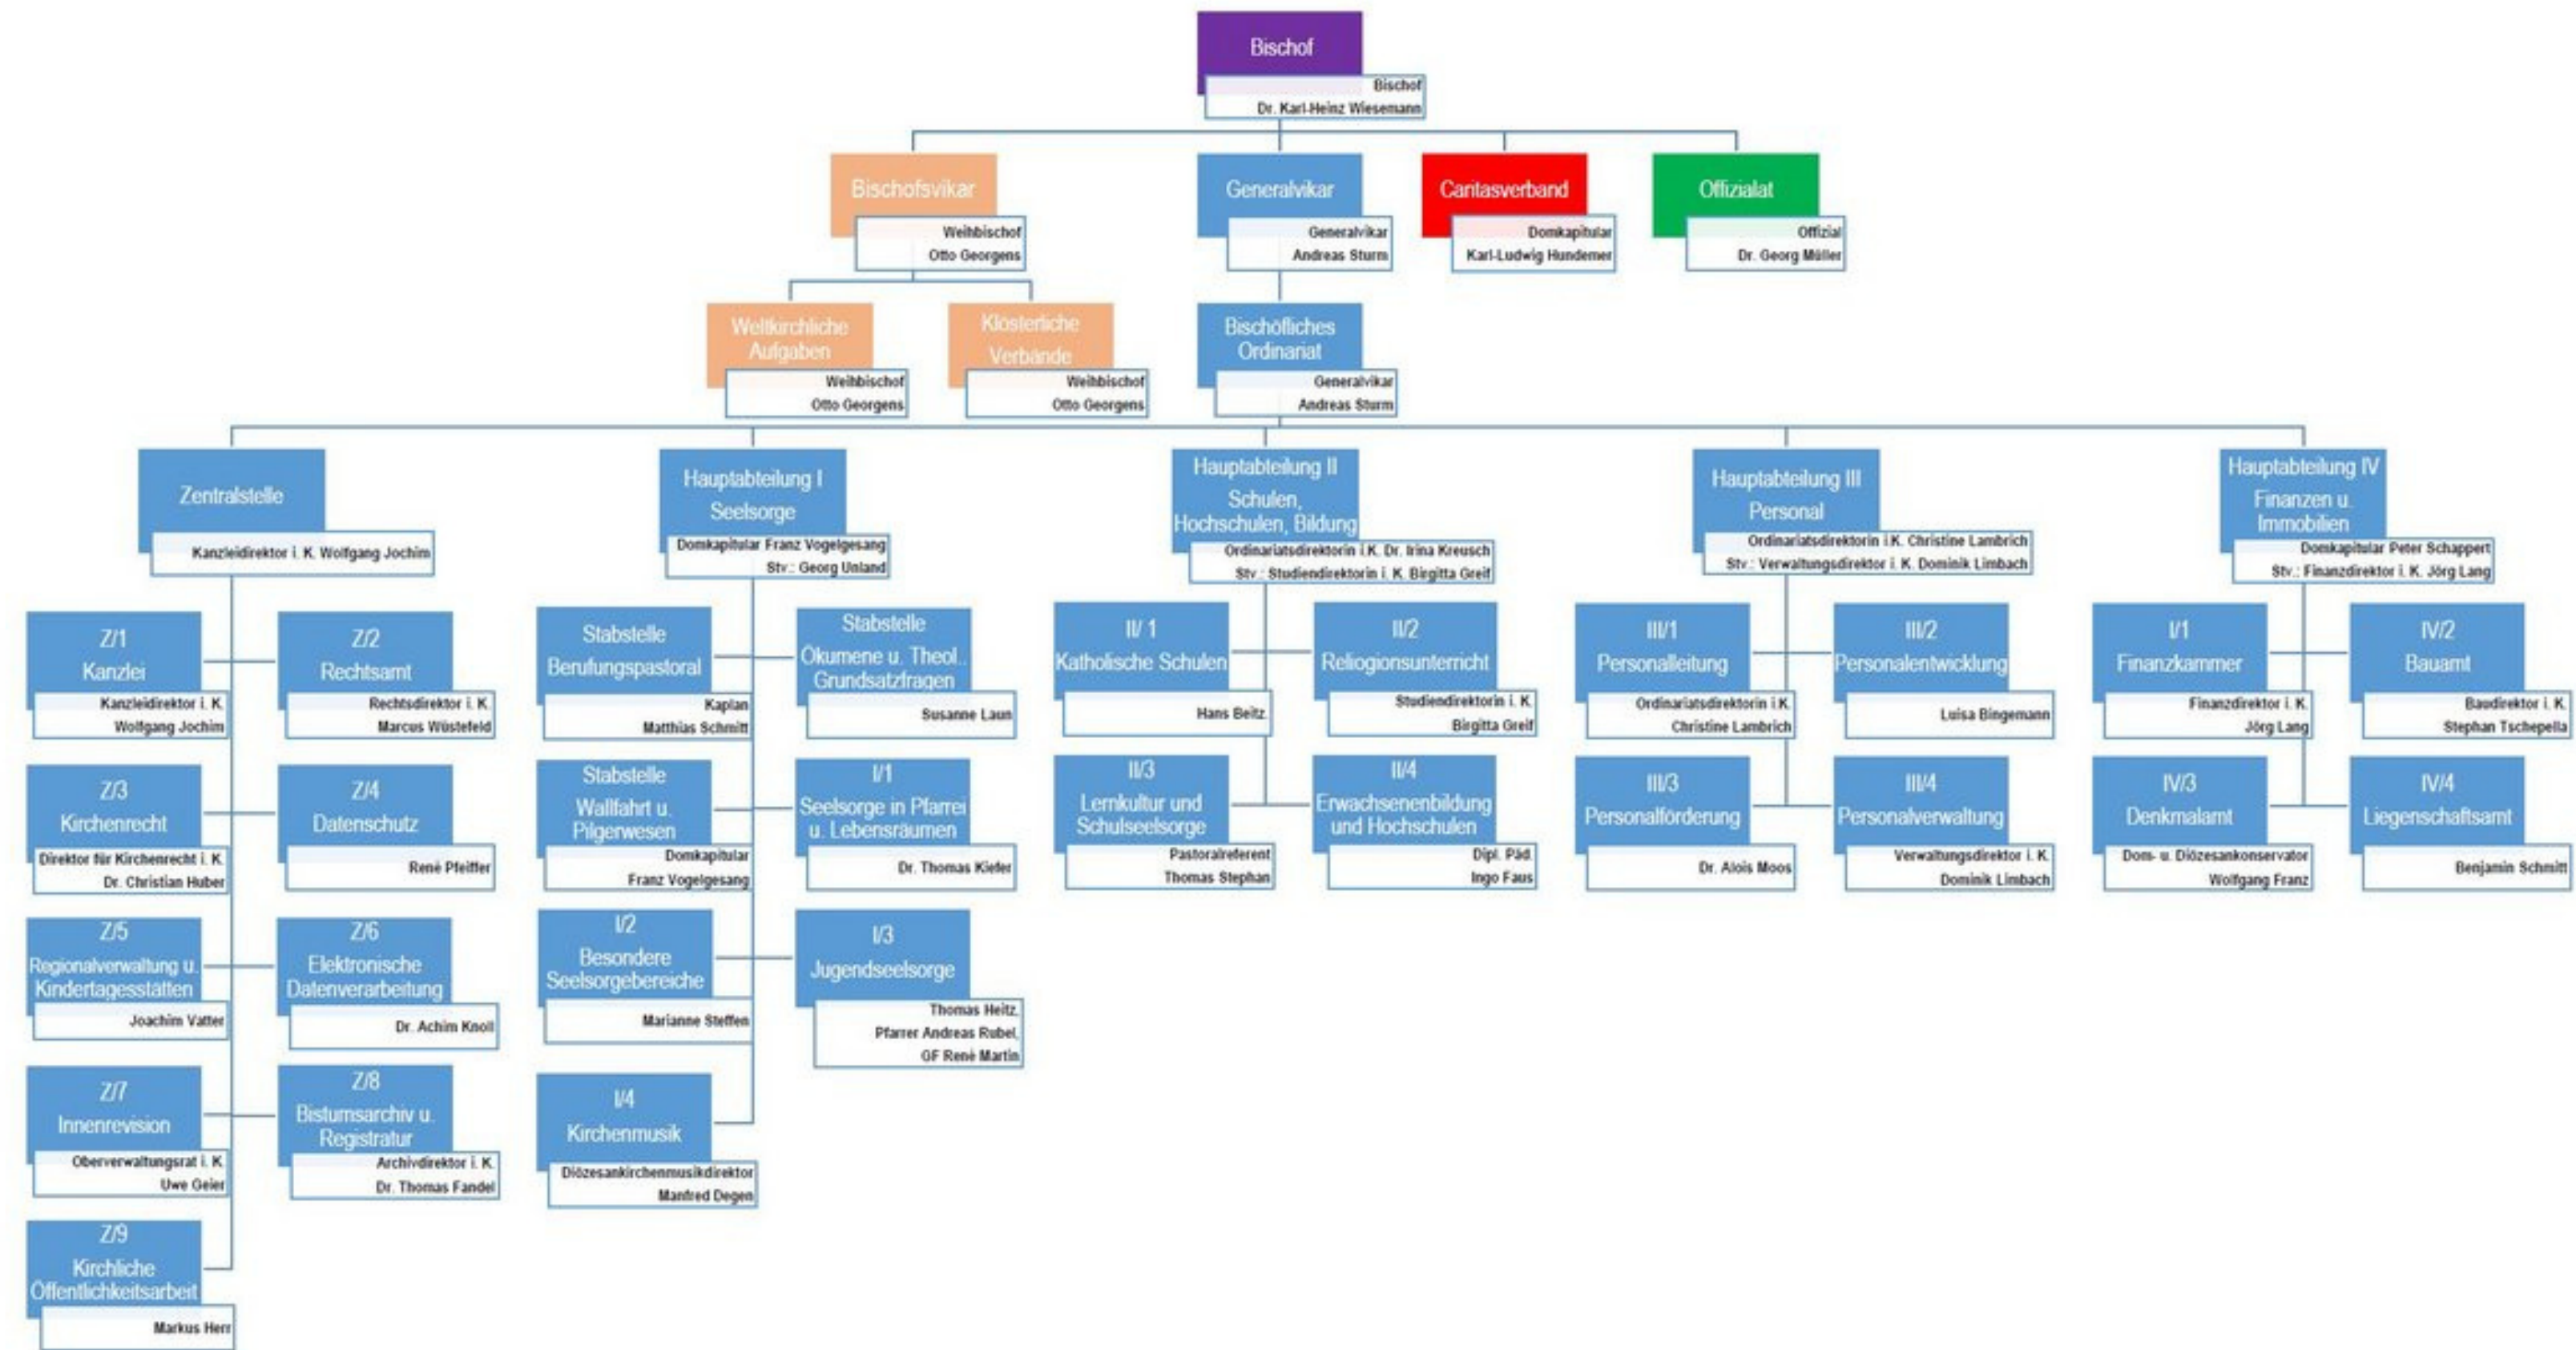 Bischof
Bischof
Dr. Karl-Heinz Wiesemann
Bischofsvikar
Weihbischof
Otto Georgens
Generalvikar
Generalvikar
Andreas Sturm
Caritasverband
Domkapitular
Karl-Ludwig Hundemer
Offizialat
Offizial
Dr. Georg Müller
Weltkirchliche
Aufgaben
Weihbischof
Otto Georgens
Klösterliche
Verbände
Weihbischof
Otto Georgens
Bischöfliches
Ordinariat
Generalvikar
Andreas Sturm
Zentralstelle
Kanzleidirektor i. K. Wolfgang Jochim
Hauptabteilung I
Seelsorge
Domkapitular Franz Vogelgesang
Stv.: Georg Unland
Hauptabteilung II
Schulen,
Hochschulen, Bildung
Ordinariatsdirektorin i.K. Dr. Irina Kreusch
Stv.: Studiendirektorin i. K. Birgitta Greif
Hauptabteilung III
Personal
Ordinariatsdirektorin i.K. Christine Lambrich
Stv.: Verwaltungsdirektor i. K. Dominik Limbach
Hauptabteilung IV
Finanzen u.
Immobilien
Domkapitular Peter Schappert
Stv.: Finanzdirektor i. K. Jörg Lang
Z/1
Kanzlei
Kanzleidirektor i. K.
Wolfgang Jochim
Z/2
Rechtsamt
Rechtsdirektor i. K.
Marcus Wüstefeld
Z/3
Kirchenrecht
Direktor für Kirchenrecht i. K.
Dr. Christian Huber
Z/4
Datenschutz
René Pfeiffer
Z/5
Regionalverwaltung u.
Kindertagesstätten
Joachim Vatter
Z/6
Elektronische
Datenverarbeitung
Dr. Achim Knoll
Z/7
Innenrevision
Oberverwaltungsrat i. K.
Uwe Geier
Z/8
Bistumsarchiv u.
Registratur
Archivdirektor i. K.
Dr. Thomas Fandel
Z/9
Kirchliche
Öffentlichkeitsarbeit
Markus Herr
Stabstelle
Berufungspastoral
Kaplan
Matthias Schmitt
Stabstelle
Ökumene u. Theol..
Grundsatzfragen
Susanne Laun
Stabstelle
Wallfahrt u.
Pilgerwesen
Domkapitular
Franz Vogelgesang
I/1
Seelsorge in Pfarrei
u. Lebensräumen
Dr. Thomas Kiefer
I/2
Besondere
Seelsorgebereiche
Marianne Steffen
I/3
Jugendseelsorge
Thomas Heitz,
Pfarrer Andreas Rubel,
GF René Martin
I/4
Kirchenmusik
Diözesankirchenmusikdirektor
Manfred Degen
II/ 1
Katholische Schulen
Hans Beitz.
II/2
Reliogionsunterricht
Studiendirektorin i. K.
Birgitta Greif
II/3
Lernkultur und
Schulseelsorge
Pastoralreferent
Thomas Stephan
II/4
Erwachsenenbildung
und Hochschulen
Dipl. Päd.
Ingo Faus
III/1
Personalleitung
Ordinariatsdirektorin i.K.
Christine Lambrich
III/2
Personalentwicklung
Luisa Bingemann
III/3
Personalförderung
Dr. Alois Moos
III/4
Personalverwaltung
Verwaltungsdirektor i. K.
Dominik Limbach
I/1
Finanzkammer
Finanzdirektor i. K.
Jörg Lang
IV/2
Bauamt
Baudirektor i. K.
Stephan Tschepella
IV/3
Denkmalamt
Dom- u. Diözesankonservator
Wolfgang Franz
IV/4
Liegenschaftsamt
Benjamin Schmitt